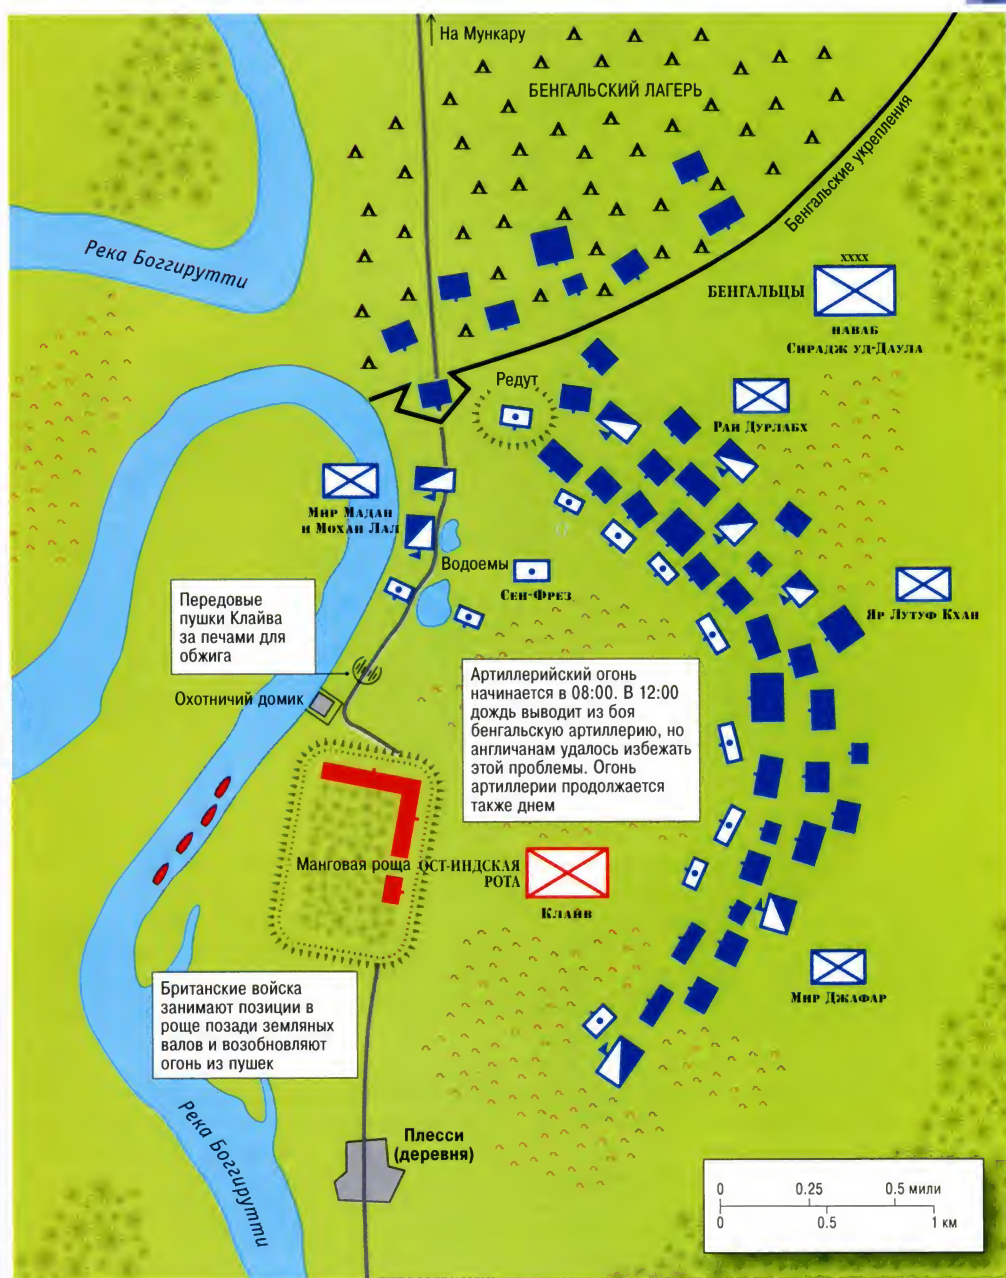 На Мункару
БЕНГАЛЬСКИЙ ЛАГЕРЬ
Бенгальские укрепления
Река Боггирутти
xxxx
БЕНГАЛЬЦЫ
НАВАБ
СИРАДЖ УД-ДАУЛА
Редут
РАИ ДУРЛАБХ
МИР МАДАН
И МОХАН ЛАЛ
Водоемы
СЕН-ФРЕЗ
ЯР ЛУТУФ КХАН
Передовые
пушки Клайва
за печами для
обжига
Охотничий домик
Артиллерийский огонь
начинается в 08:00. В 12:00
дождь выводит из боя
бенгальскую артиллерию, но
англичанам удалось избежать
этой проблемы. Огонь
артиллерии продолжается
также днем
Манговая роща
ОСТ-ИНДСКАЯ
РОТА
КЛАЙВ
МИР ДЖАФАР
Британские войска
занимают позиции в
роще позади земляных
валов и возобновляют
огонь из пушек
Река Боггирутти
Плесси
(деревня)
0 0.25 0.5 мили
0 0.5 1 км